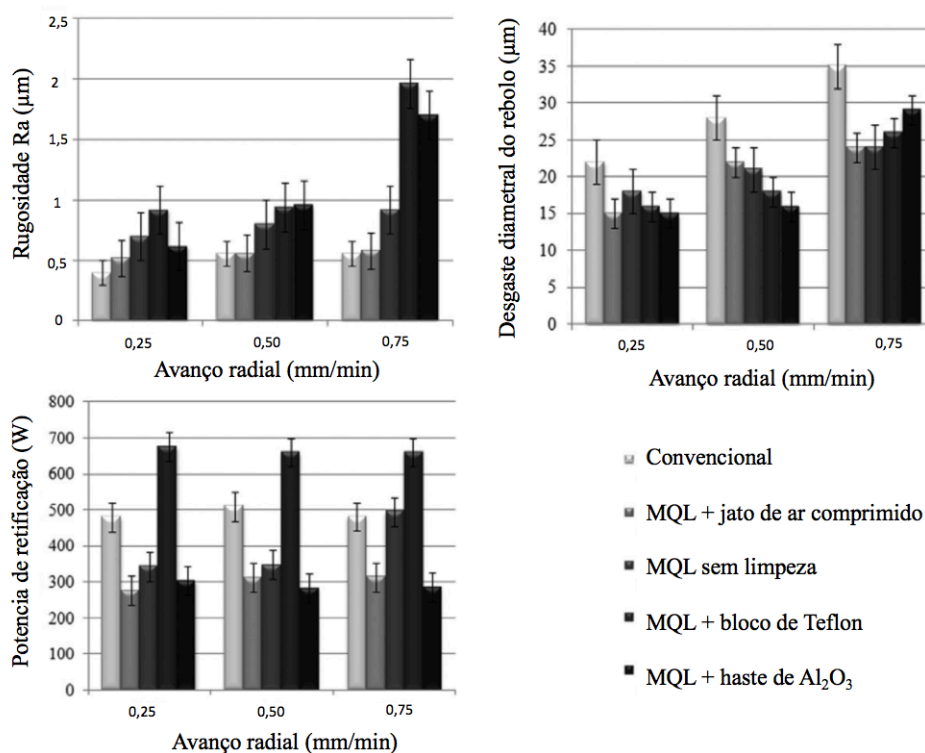 2,5
2
1,5
1
0,5
0
Rugosidade Ra (μm)
0,25 0,50 0,75
Avanço radial (mm/min)
40
35
30
25
20
15
10
5
0
Desgaste diametral do rebolo (μm)
0,25 0,50 0,75
Avanço radial (mm/min)
800
700
600
500
400
300
200
100
0
Potencia de retificação (W)
0,25 0,50 0,75
Avanço radial (mm/min)
Convencional
MQL + jato de ar comprimido
MQL sem limpeza
MQL + bloco de Teflon
MQL + haste de Al₂O₃